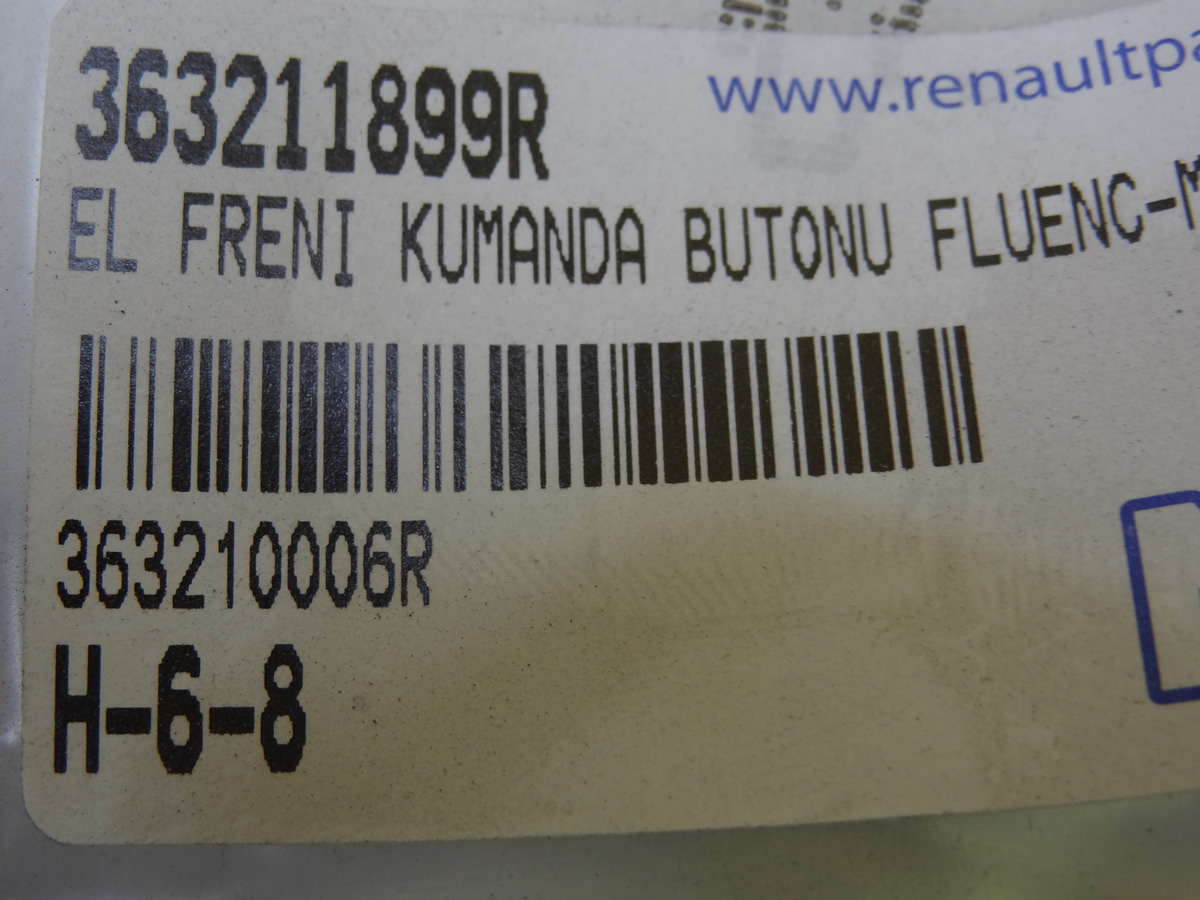 363211899R
www.renaultpa
EL FRENI KUMANDA BUTONU FLUENC-M
363210006R
H-6-8